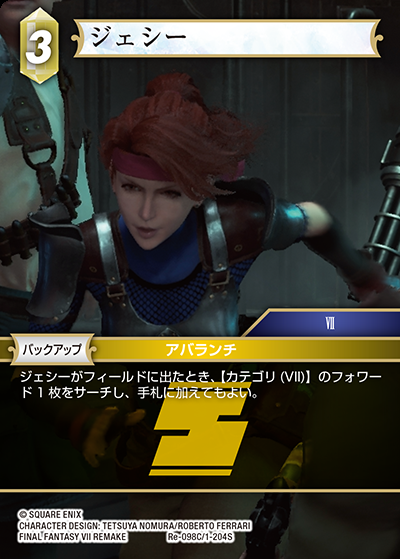 3
ジェシー
VII
バックアップ
アバランチ
ジェシーがフィールドに出たとき、【カテゴリ(VII)】のフォワー
ド1枚をサーチし、手札に加えてもよい。
© SQUARE ENIX
CHARACTER DESIGN: TETSUYA NOMURA/ROBERTO FERRARI
FINAL FANTASY VII REMAKE
Re-098C/1-204S